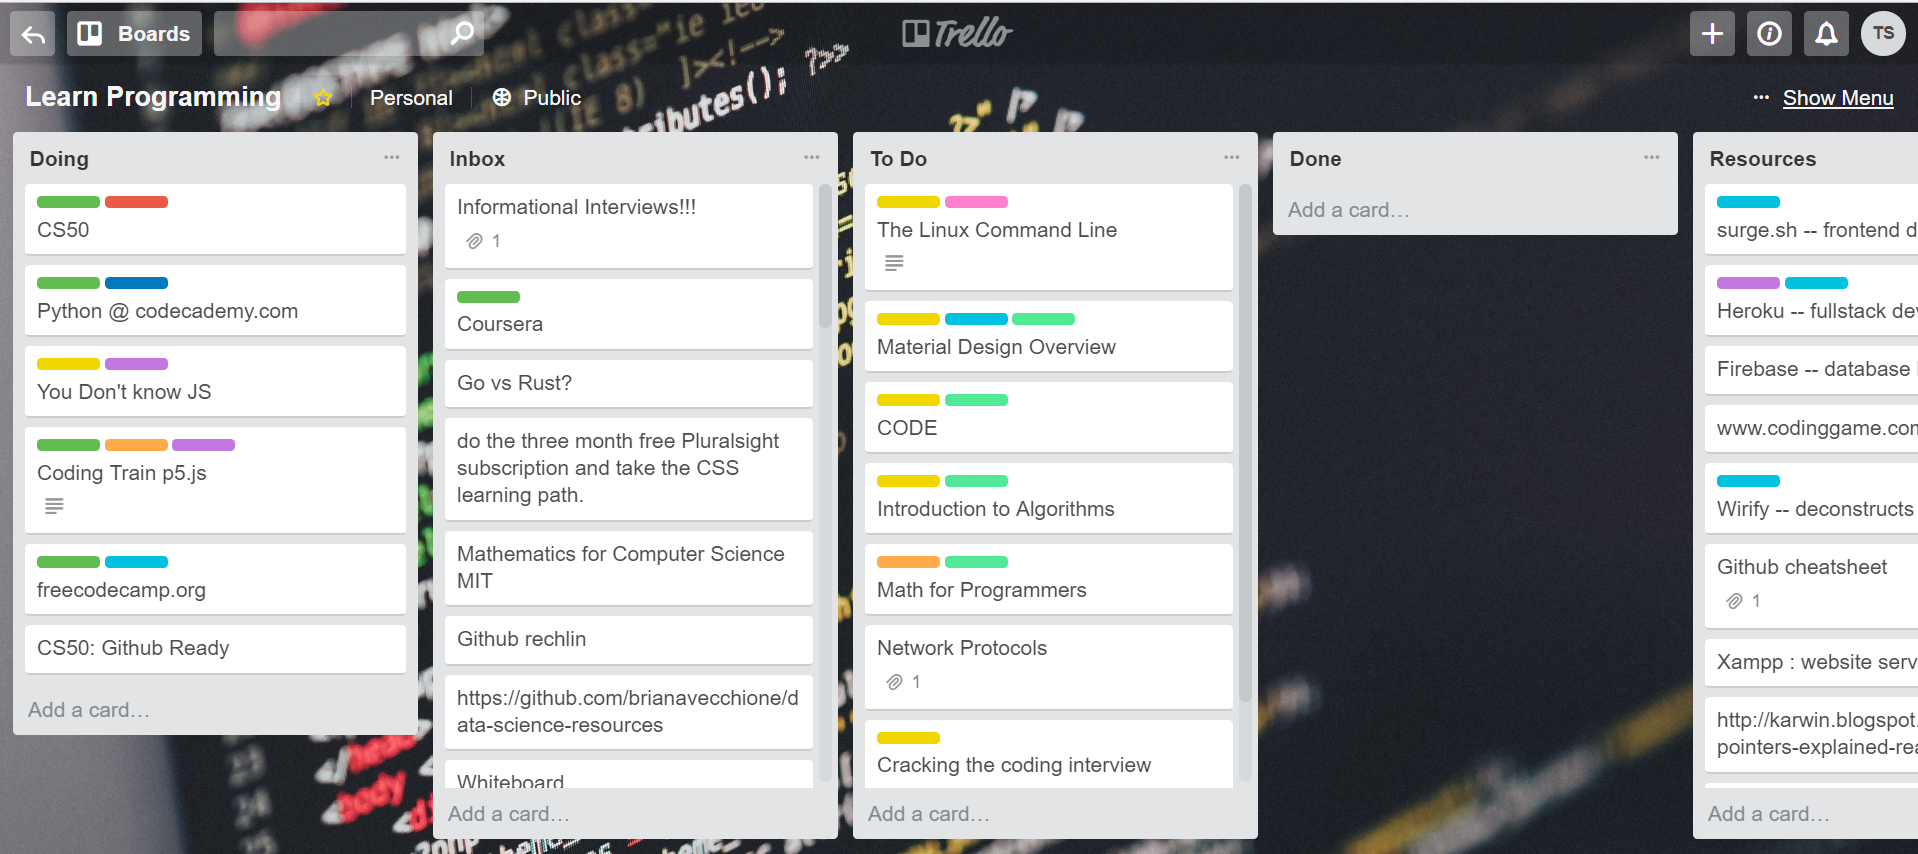 Boards
Trello
TS
Learn Programming
Personal
Public
Show Menu
Doing
CS50
Python @ codecademy.com
You Don't know JS
Coding Train p5.js
freecodecamp.org
CS50: Github Ready
Add a card…
Inbox
Informational Interviews!!!
1
Coursera
Go vs Rust?
do the three month free Pluralsight
subscription and take the CSS
learning path.
Mathematics for Computer Science
MIT
Github rechlin
https://github.com/brianavecchione/d
ata-science-resources
Whiteboard
Add a card…
To Do
The Linux Command Line
Material Design Overview
CODE
Introduction to Algorithms
Math for Programmers
Network Protocols
1
Cracking the coding interview
Add a card…
Done
Add a card…
Resources
surge.sh -- frontend d
Heroku -- fullstack dev
Firebase -- database
www.codinggame.com
Wirify -- deconstructs
Github cheatsheet
1
Xampp : website serv
http://karwin.blogspot.
pointers-explained-rea
Add a card…